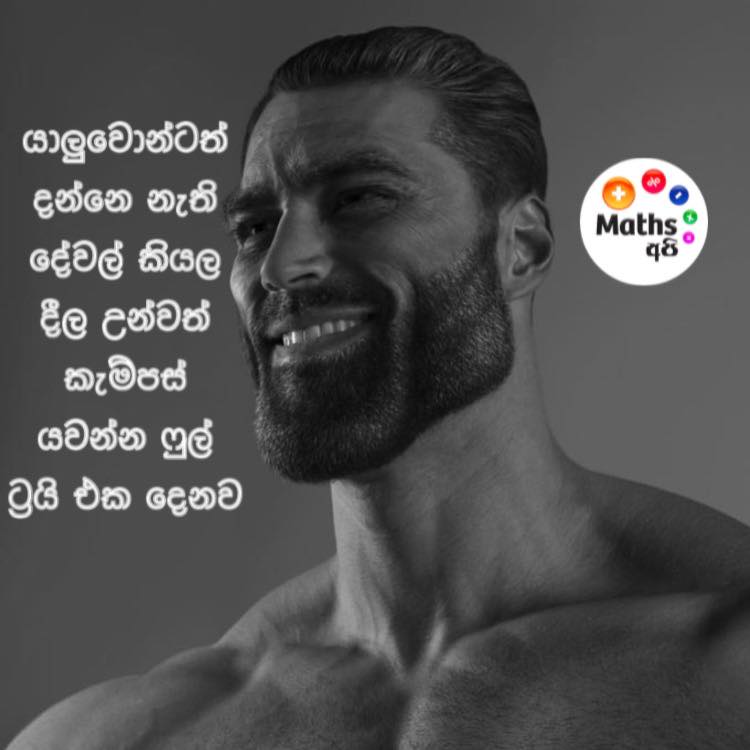 යාලුවොන්ටත්
දන්නෙ නැති
දේවල් කියල
දීල උන්වත්
කැම්පස්
යවන්න ෆුල්
ට්‍රයි එක දෙනව
Maths
අපි